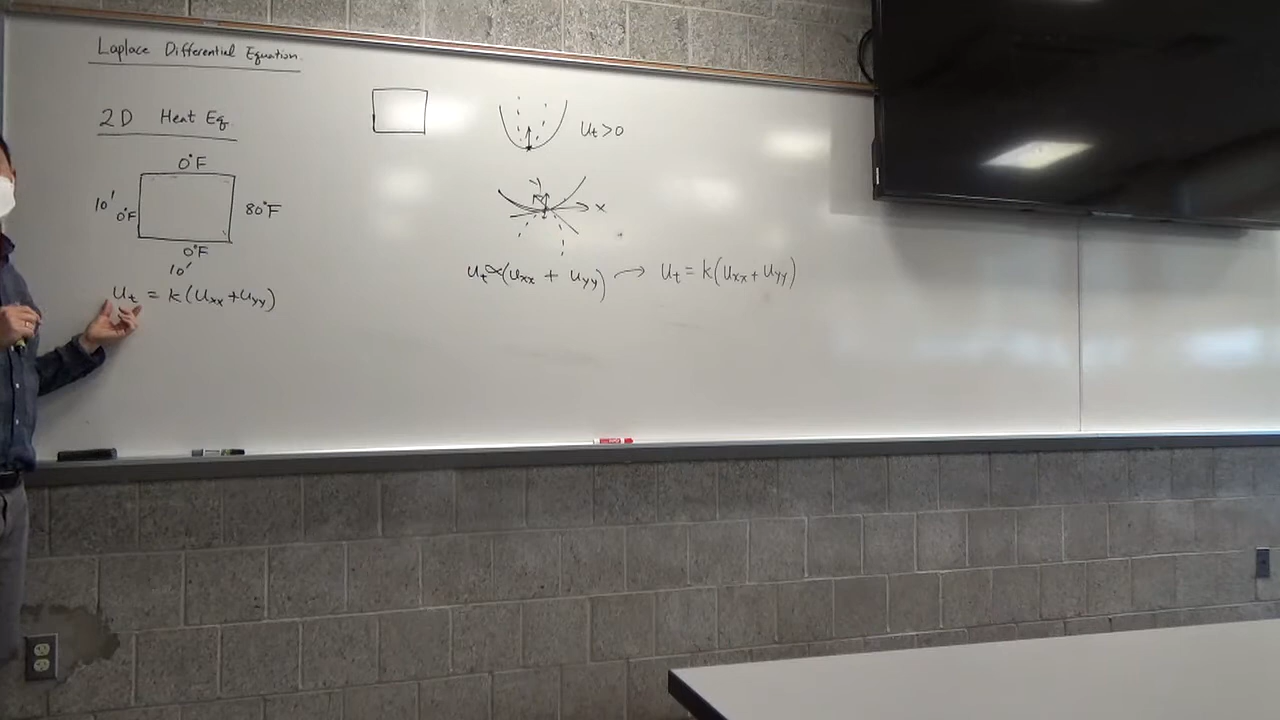 Laplace Differential Equation
2D Heat Eq.
0°F
10' 0°F
80°F
0°F
10'
u_t = k(u_xx + u_yy)
u_t > 0
y
x
u_t ∝ (u_xx + u_yy) → u_t = k(u_xx + u_yy)